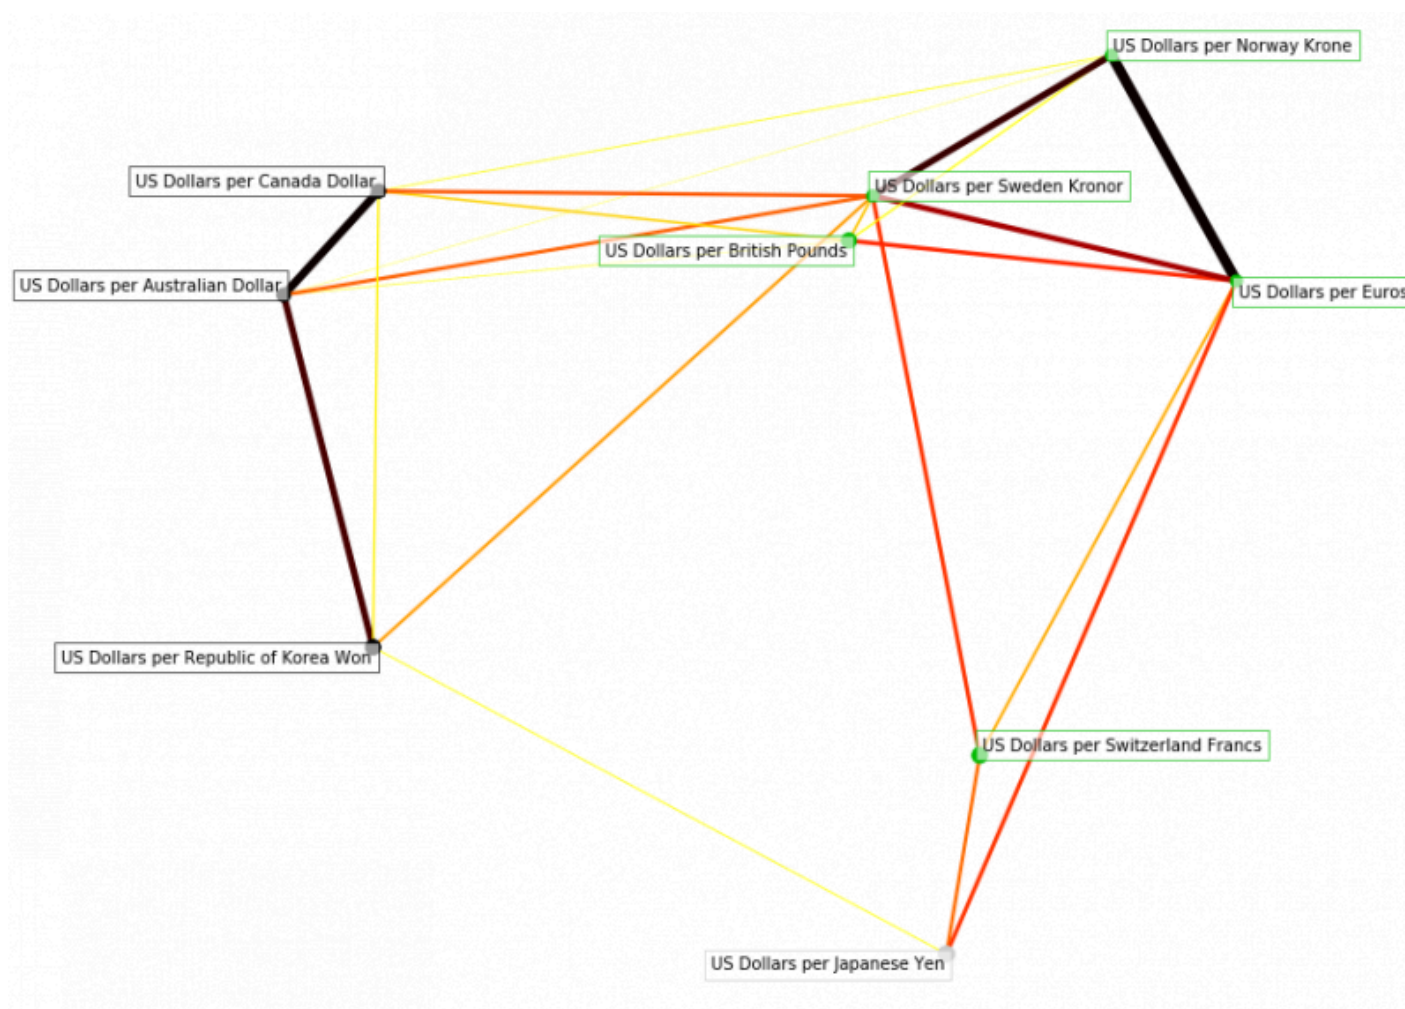 US Dollars per Norway Krone
US Dollars per Canada Dollar
US Dollars per Sweden Kronor
US Dollars per British Pounds
US Dollars per Australian Dollar
US Dollars per Euros
US Dollars per Republic of Korea Won
US Dollars per Switzerland Francs
US Dollars per Japanese Yen